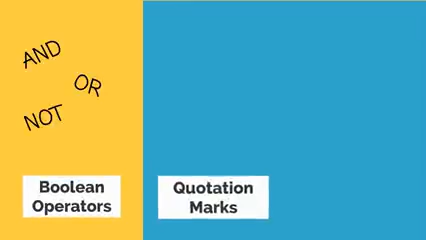 AND
OR
NOT
Boolean
Operators
Quotation
Marks